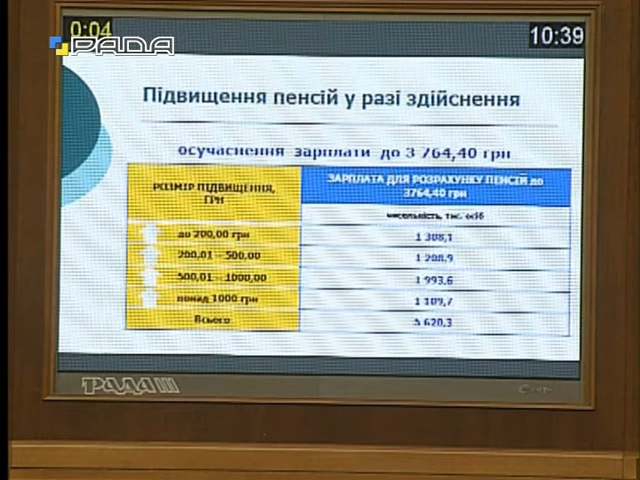 0:04
РАДА
10:39
Підвищення пенсій у разі здійснення
осучаснення зарплати до 3 764,40 грн
РОЗМІР ПІДВИЩЕННЯ, ГРН
ЗАРПЛАТА ДЛЯ РОЗРАХУНКУ ПЕНСІЙ до 3764,40 грн
чисельність, тис. осіб
до 200,00 грн 1 308,1
200,01 – 500,00 1 208,9
500,01 – 1000,00 1 993,6
понад 1000 грн 1 109,7
Всього 5 620,3
РАДА